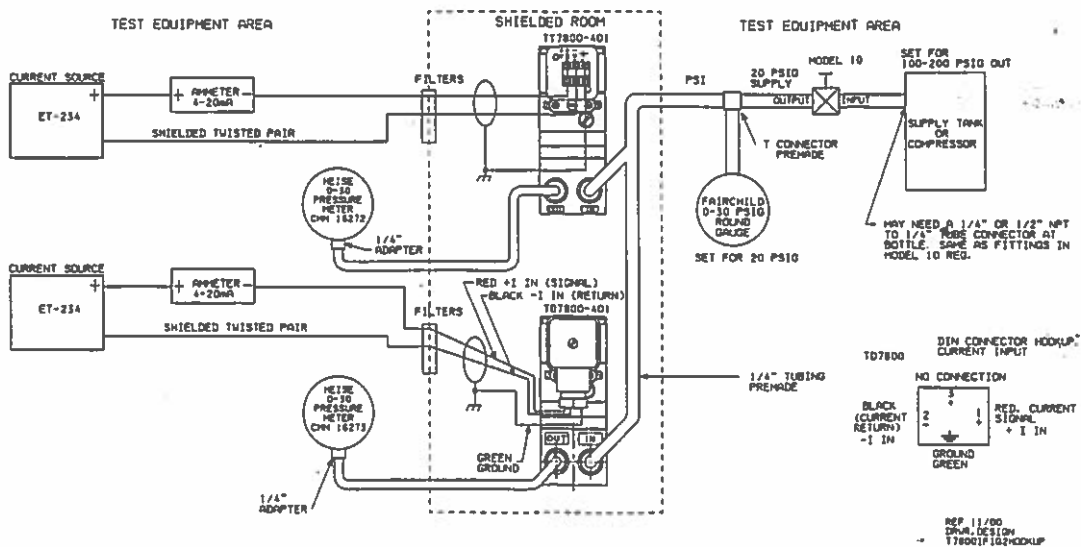 TEST EQUIPMENT AREA
SHIELDED ROOM
TEST EQUIPMENT AREA
TT7800-401
CURRENT SOURCE
+
ET-234
-
+ AMMETER -
4-20mA
SHIELDED TWISTED PAIR
FILTERS
PSI
20 PSIG
SUPPLY
OUTPUT
MODEL 10
INPUT
SET FOR
100-200 PSIG OUT
SUPPLY TANK
OR
COMPRESSOR
T CONNECTOR
PREMADE
FAIRCHILD
0-30 PSIG
ROUND
GAUGE
SET FOR 20 PSIG
MAY NEED A 1/4" OR 1/2" NPT
TO 1/4" TUBE CONNECTOR AT
BOTTLE. SAME AS FITTINGS IN
MODEL 10 REG.
HEISE
0-30
PRESSURE
METER
CMM 16272
1/4"
ADAPTER
CURRENT SOURCE
+
ET-234
-
+ AMMETER -
4-20mA
SHIELDED TWISTED PAIR
FILTERS
RED +I IN (SIGNAL)
BLACK -I IN (RETURN)
TD7800-401
OUT
IN
GREEN
GROUND
HEISE
0-30
PRESSURE
METER
CMM 16273
1/4"
ADAPTER
1/4" TUBING
PREMADE
TD7800
DIN CONNECTOR HOOKUP
CURRENT INPUT
NO CONNECTION
3
2
1
BLACK
(CURRENT
RETURN)
-I IN
RED. CURRENT
SIGNAL
+ I IN
GROUND
GREEN
REF 11/00
DRWR.DESIGN